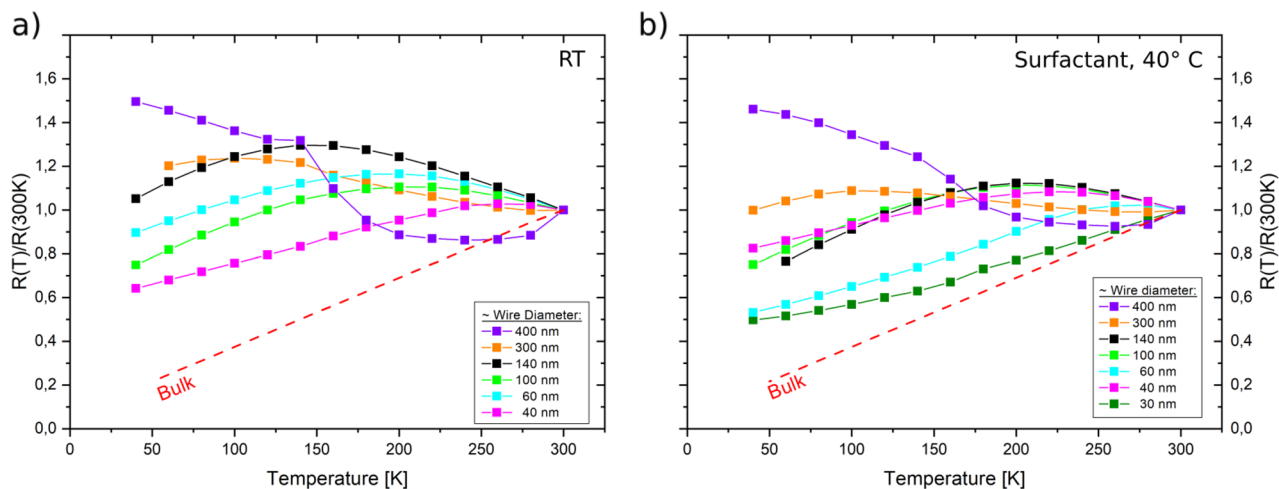 a)
RT
1,6
1,4
1,2
1,0
0,8
0,6
0,4
0,2
0,0
R(T)/R(300K)
~ Wire Diameter:
400 nm
300 nm
140 nm
100 nm
60 nm
40 nm
Bulk
0 50 100 150 200 250 300
Temperature [K]
b)
Surfactant, 40° C
1,6
1,4
1,2
1,0
0,8
0,6
0,4
0,2
0,0
R(T)/R(300K)
~ Wire diameter:
400 nm
300 nm
140 nm
100 nm
60 nm
40 nm
30 nm
Bulk
0 50 100 150 200 250 300
Temperature [K]